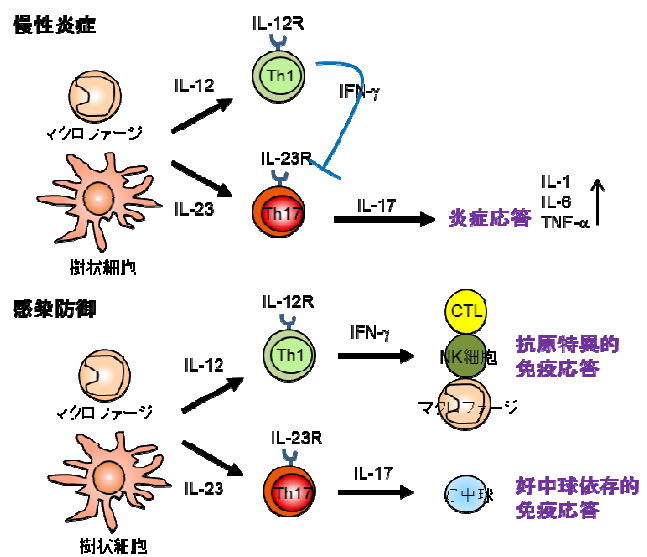 慢性炎症
IL-12R
Th1
IL-12
IFN-γ
マクロファージ
IL-23R
Th17
IL-23
IL-17
炎症応答
IL-1
IL-6
TNF-α
樹状細胞
感染防御
IL-12R
Th1
IL-12
IFN-γ
CTL
NK細胞
マクロファージ
抗原特異的
免疫応答
マクロファージ
IL-23R
Th17
IL-23
IL-17
好中球
好中球依存的
免疫応答
樹状細胞